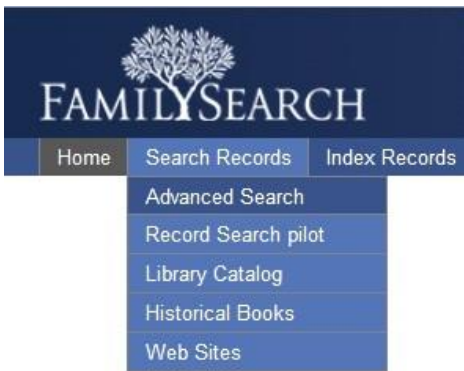 FAMILYSEARCH
Home Search Records Index Records
Advanced Search
Record Search pilot
Library Catalog
Historical Books
Web Sites